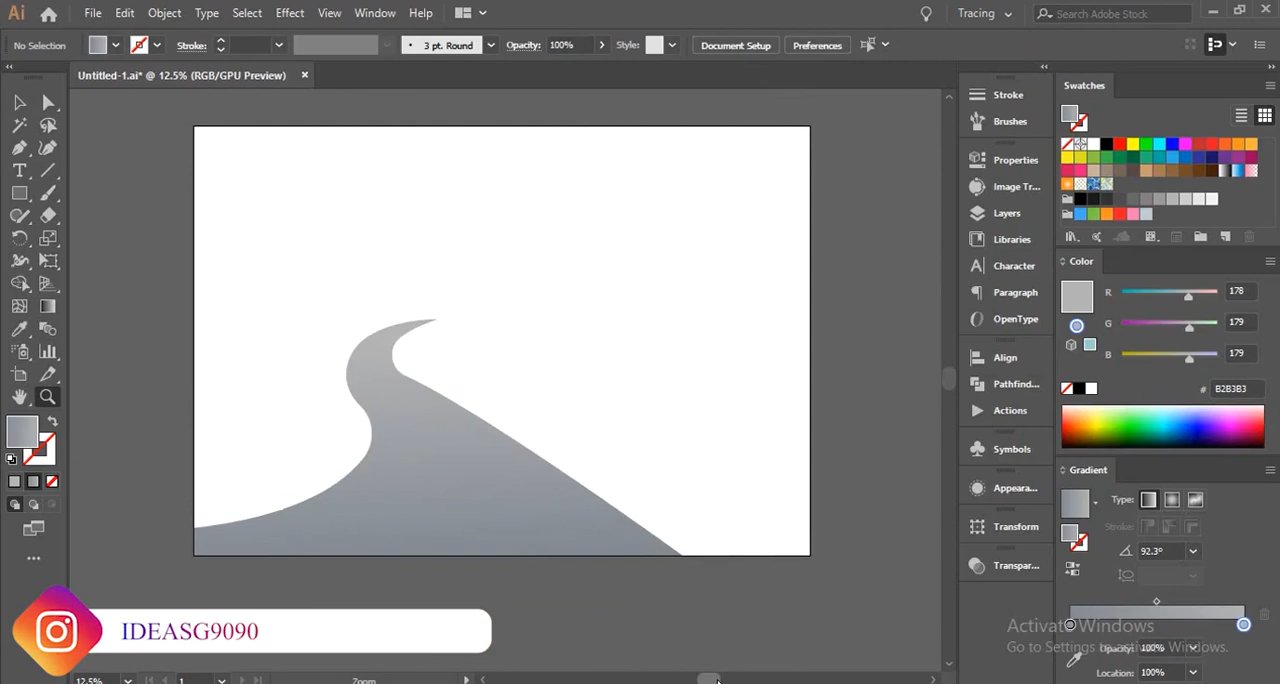 Ai File Edit Object Type Select Effect View Window Help Tracing Search Adobe Stock
No Selection Stroke: 3 pt. Round Opacity: 100% Style: Document Setup Preferences
Untitled-1.ai* @ 12.5% (RGB/GPU Preview)
Stroke
Brushes
Properties
Image Tr...
Layers
Libraries
Character
Paragraph
OpenType
Align
Pathfind...
Actions
Symbols
Appeara...
Transform
Transpar...
Swatches
Color
R 178
G 179
B 179
# B2B3B3
Gradient
Type:
Stroke:
92.3°
Opacity: 100%
Location: 100%
Activate Windows
Go to Settings to activate Windows.
IDEASG9090
12.5% 1 Zoom